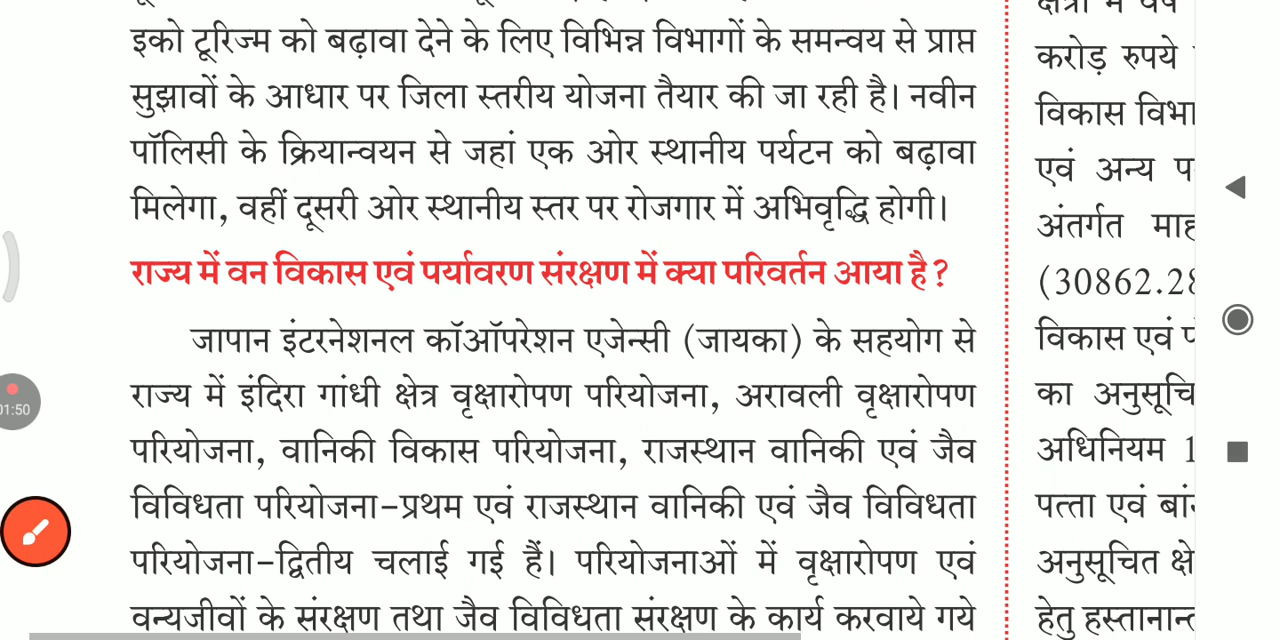 इको टूरिज्म को बढ़ावा देने के लिए विभिन्न विभागों के समन्वय से प्राप्त
सुझावों के आधार पर जिला स्तरीय योजना तैयार की जा रही है। नवीन
पॉलिसी के क्रियान्वयन से जहां एक ओर स्थानीय पर्यटन को बढ़ावा
मिलेगा, वहीं दूसरी ओर स्थानीय स्तर पर रोजगार में अभिवृद्धि होगी।
राज्य में वन विकास एवं पर्यावरण संरक्षण में क्या परिवर्तन आया है?
जापान इंटरनेशनल कॉऑपरेशन एजेन्सी (जायका) के सहयोग से
राज्य में इंदिरा गांधी क्षेत्र वृक्षारोपण परियोजना, अरावली वृक्षारोपण
परियोजना, वानिकी विकास परियोजना, राजस्थान वानिकी एवं जैव
विविधता परियोजना-प्रथम एवं राजस्थान वानिकी एवं जैव विविधता
परियोजना-द्वितीय चलाई गई हैं। परियोजनाओं में वृक्षारोपण एवं
वन्यजीवों के संरक्षण तथा जैव विविधता संरक्षण के कार्य करवाये गये
करोड़ रुपये
विकास विभा
एवं अन्य प
अंतर्गत माह
(30862.28
विकास एवं पे
का अनुसूचि
अधिनियम 1
पत्ता एवं बां
अनुसूचित क्षे
हेतु हस्तानान्त
01:50